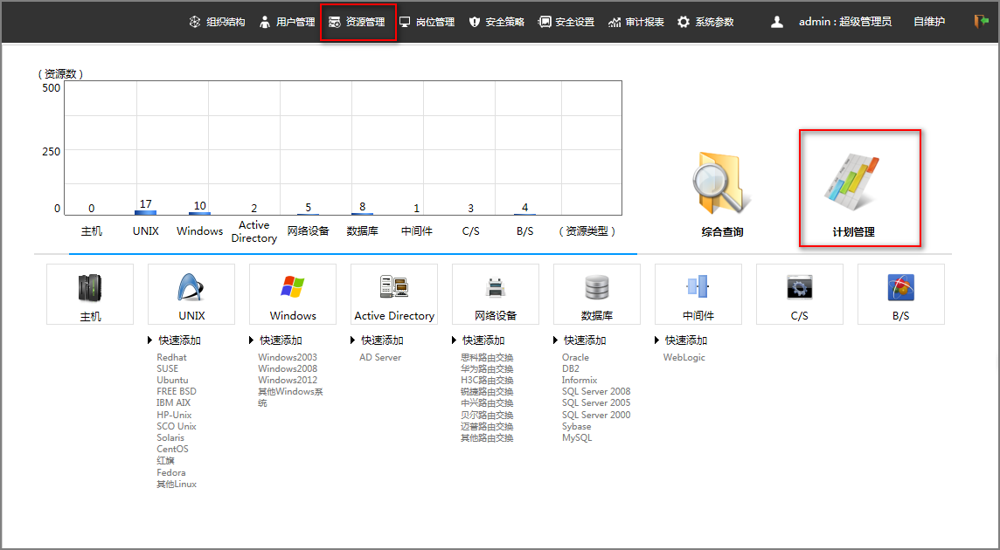 组织结构 用户管理 资源管理 岗位管理 安全策略 安全设置 审计报表 系统参数 admin : 超级管理员 自维护
( 资源数 )
500
250
0
0 17 10 2 5 8 1 3 4
主机 UNIX Windows Active Directory 网络设备 数据库 中间件 C/S B/S ( 资源类型 )
综合查询
计划管理
主机 UNIX Windows Active Directory 网络设备 数据库 中间件 C/S B/S
快速添加
Redhat
SUSE
Ubuntu
FREE BSD
IBM AIX
HP-Unix
SCO Unix
Solaris
CentOS
红旗
Fedora
其他Linux
快速添加
Windows2003
Windows2008
Windows2012
其他Windows系
统
快速添加
AD Server
快速添加
思科路由交换
华为路由交换
H3C路由交换
锐捷路由交换
中兴路由交换
贝尔路由交换
迈普路由交换
其他路由交换
快速添加
Oracle
DB2
Informix
SQL Server 2008
SQL Server 2005
SQL Server 2000
Sybase
MySQL
快速添加
WebLogic